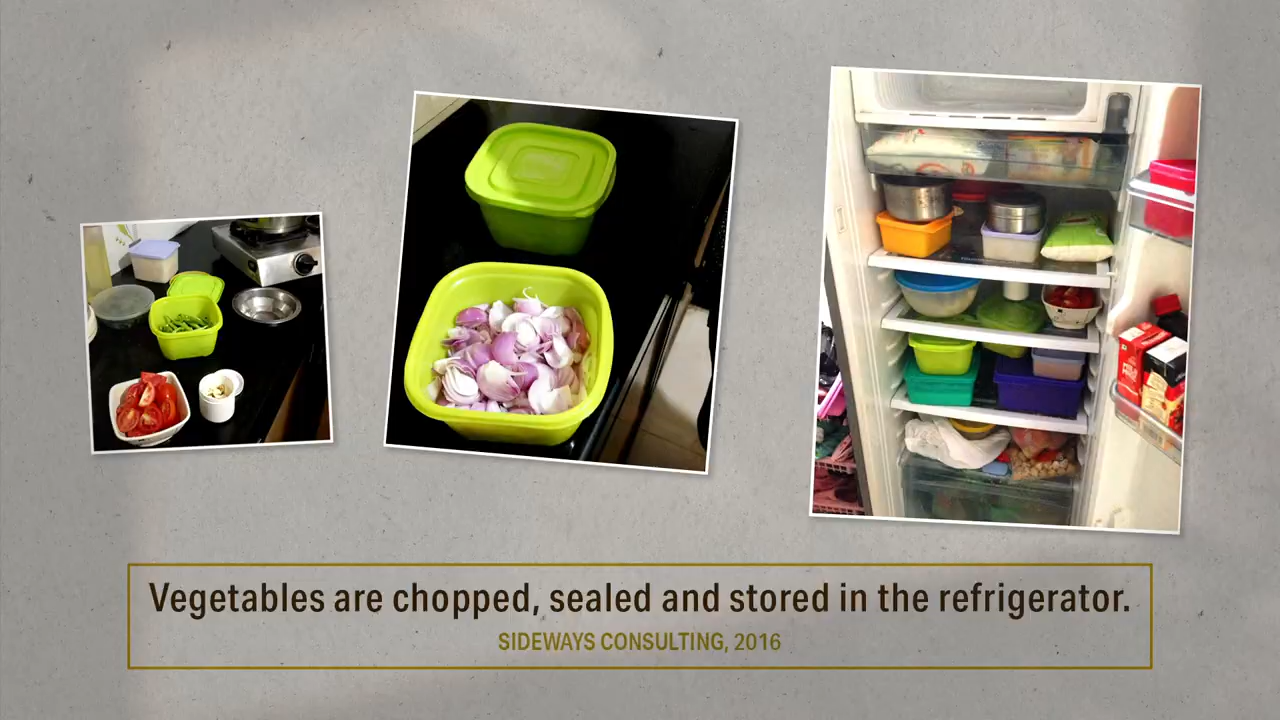 Vegetables are chopped, sealed and stored in the refrigerator.
SIDEWAYS CONSULTING, 2016